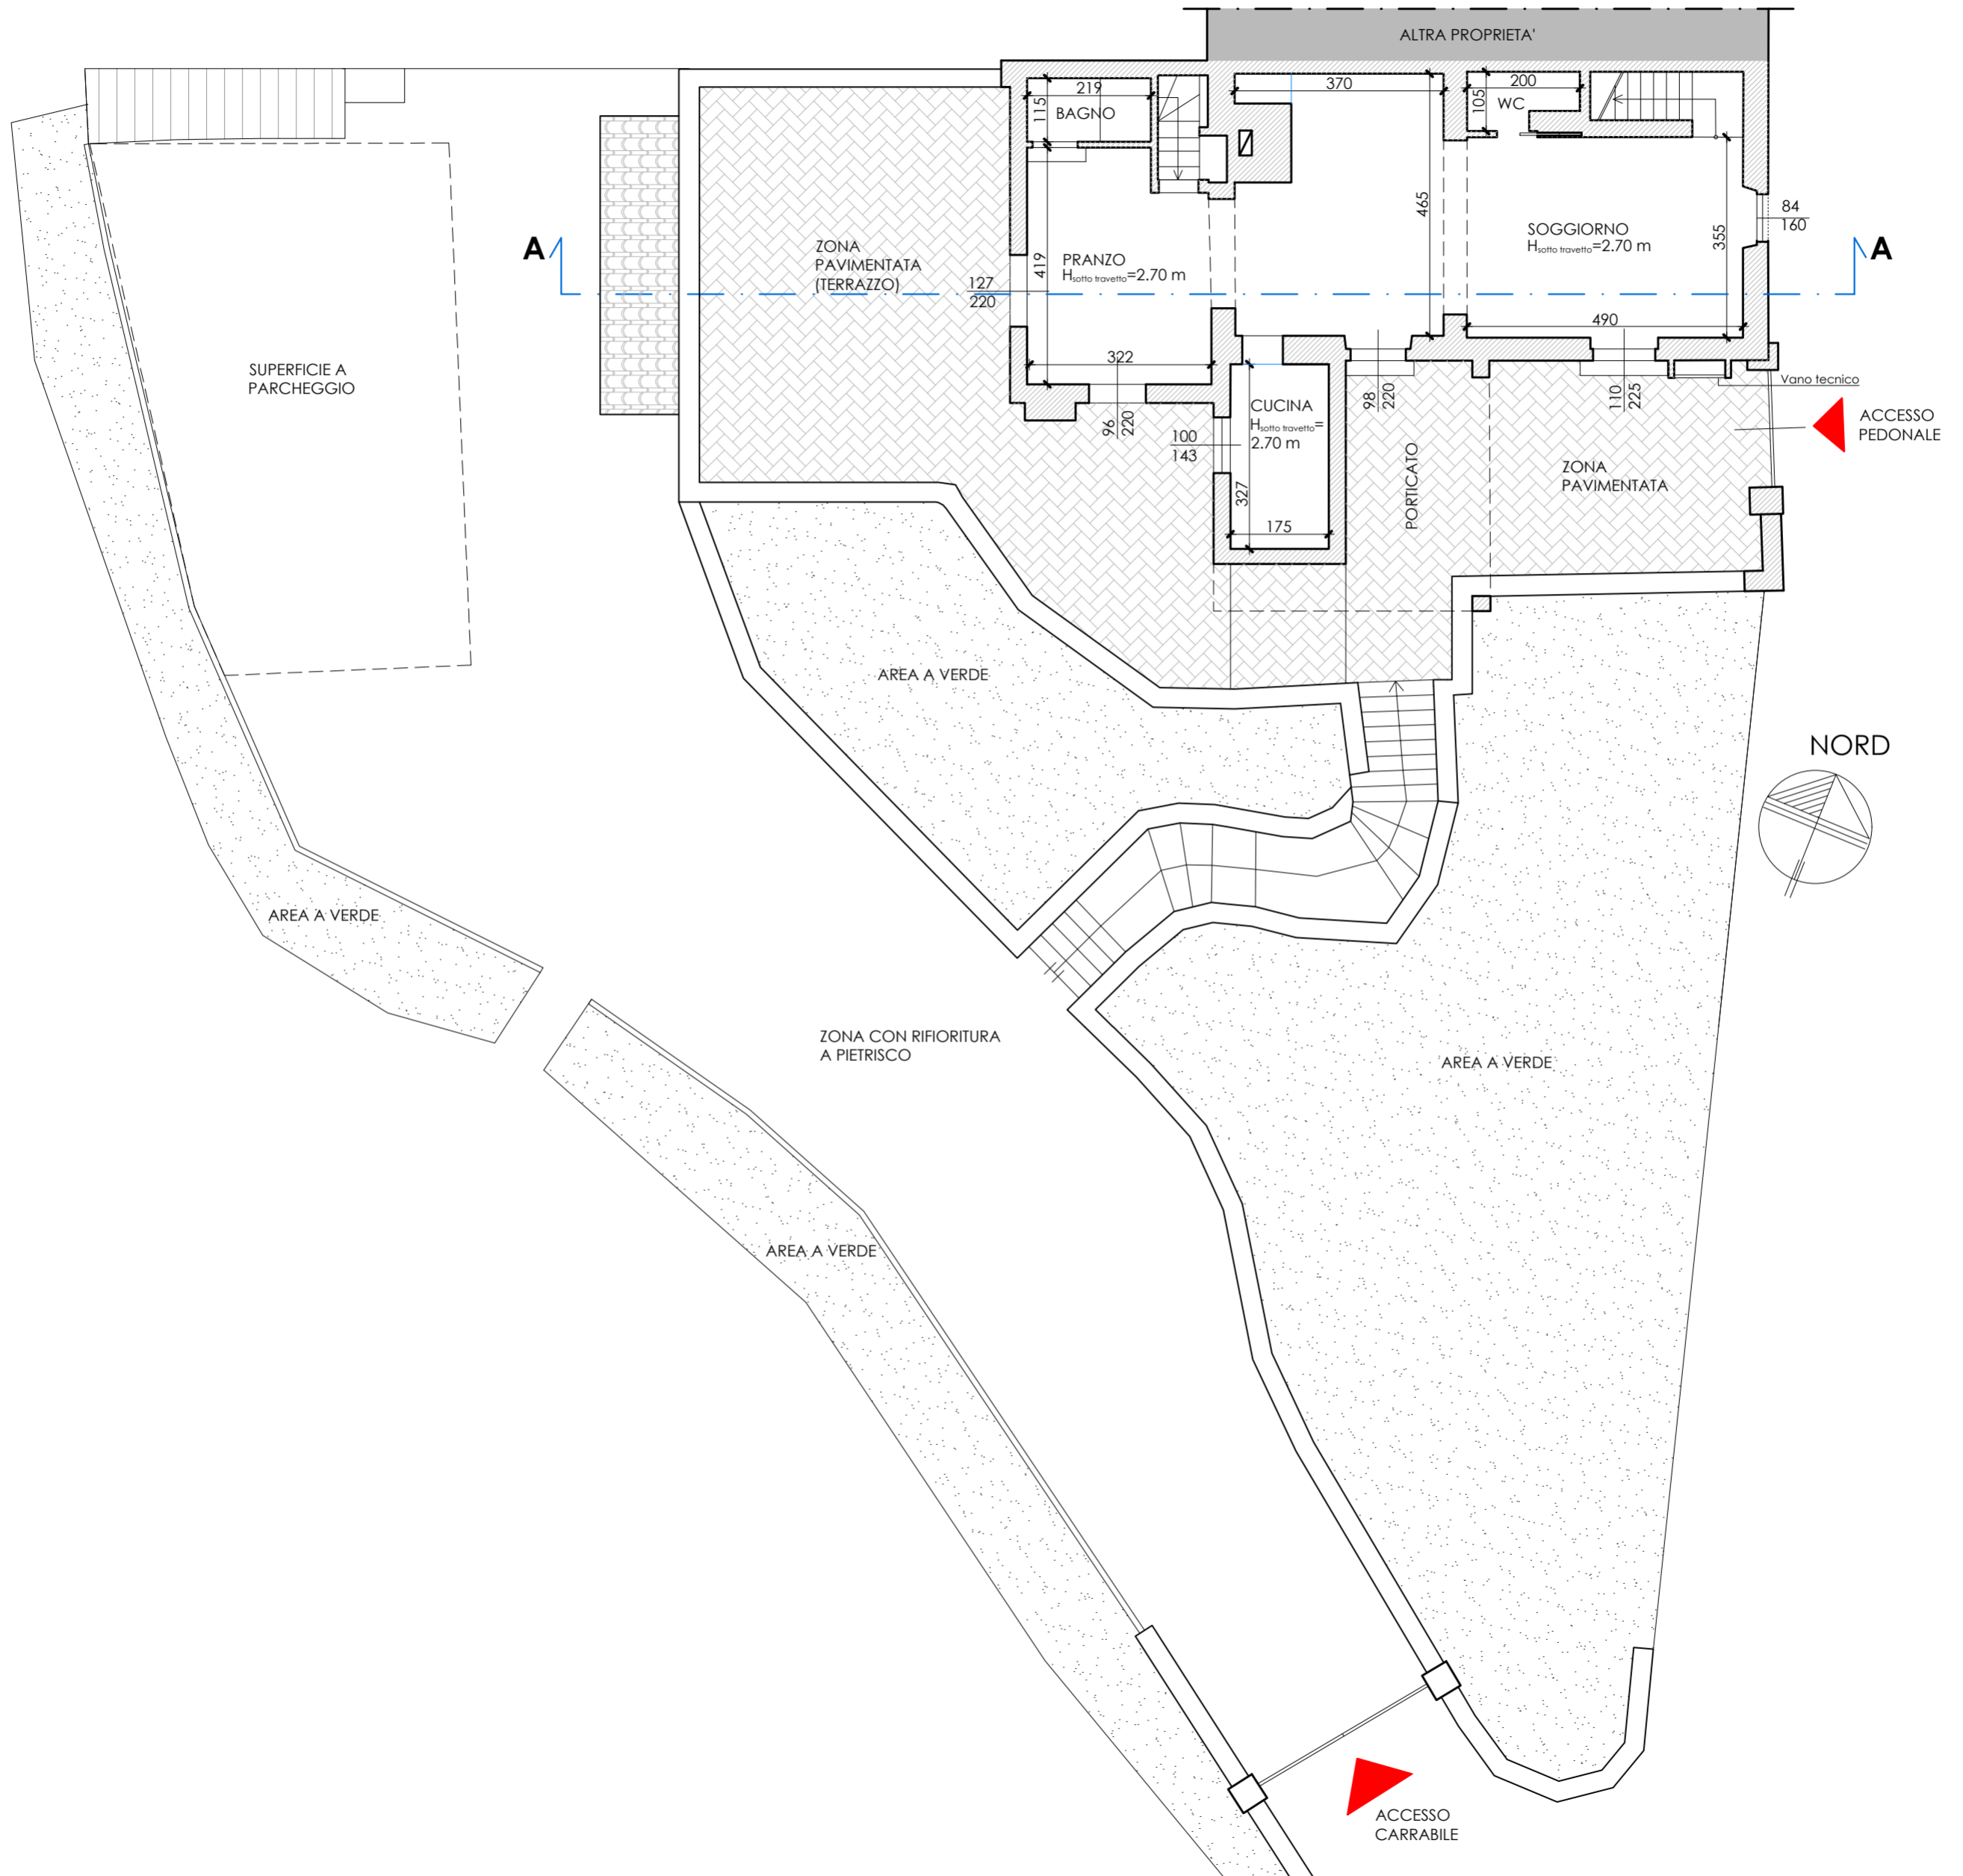 ALTRA PROPRIETA'
219
115
BAGNO
370
200
105
WC
465
84
160
SOGGIORNO
Hsotto travetto=2.70 m
355
A
A
ZONA
PAVIMENTATA
(TERRAZZO)
419
PRANZO
Hsotto travetto=2.70 m
127
220
490
322
SUPERFICIE A
PARCHEGGIO
Vano tecnico
96
220
100
143
CUCINA
Hsotto travetto=
2.70 m
98
220
110
225
ACCESSO
PEDONALE
PORTICATO
ZONA
PAVIMENTATA
327
175
AREA A VERDE
NORD
AREA A VERDE
ZONA CON RIFIORITURA
A PIETRISCO
AREA A VERDE
AREA A VERDE
ACCESSO
CARRABILE